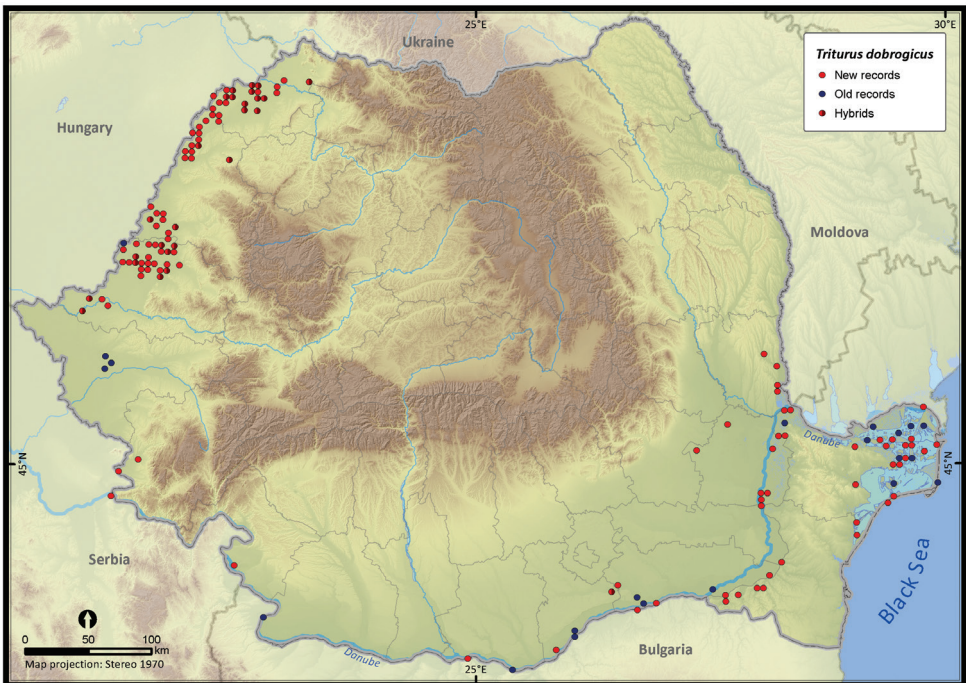 25°E
30°E
Ukraine
Triturus dobrogicus
New records
Old records
Hybrids
Hungary
Moldova
Danube
45°N
45°N
Serbia
Black Sea
0 50 100
km
Map projection: Stereo 1970
Danube
Bulgaria
25°E